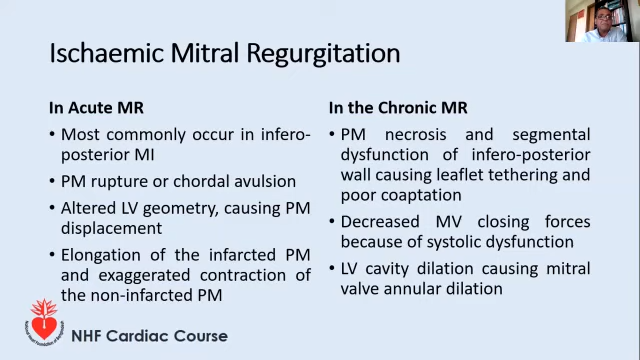 Ischaemic Mitral Regurgitation
In Acute MR
• Most commonly occur in infero-
posterior MI
• PM rupture or chordal avulsion
• Altered LV geometry, causing PM
displacement
• Elongation of the infarcted PM
and exaggerated contraction of
the non-infarcted PM
In the Chronic MR
• PM necrosis and segmental
dysfunction of infero-posterior
wall causing leaflet tethering and
poor coaptation
• Decreased MV closing forces
because of systolic dysfunction
• LV cavity dilation causing mitral
valve annular dilation
NHF Cardiac Course